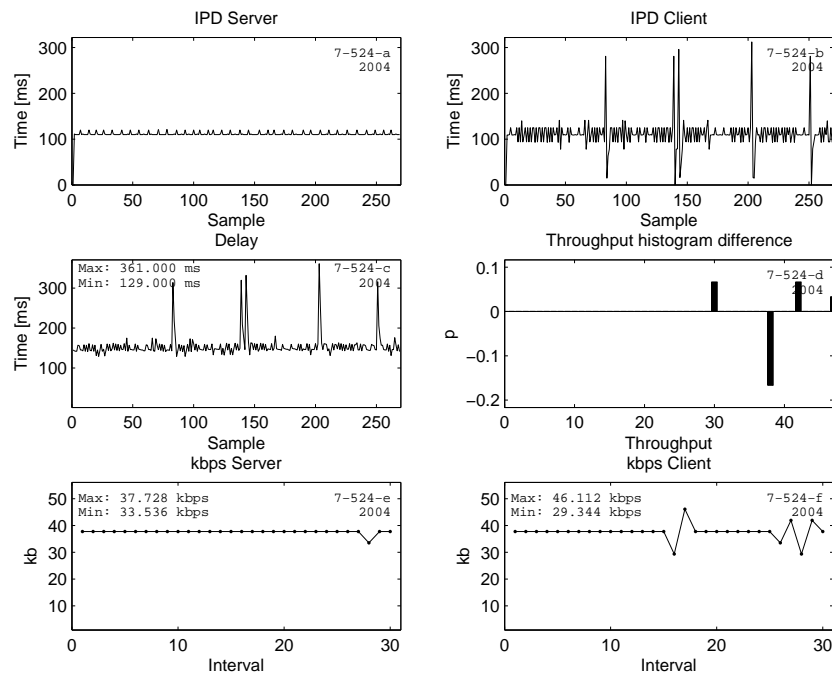 IPD Server
300
200
100
0
Time [ms]
7-524-a
2004
0 50 100 150 200 250
Sample
IPD Client
300
200
100
0
Time [ms]
7-524-b
2004
0 50 100 150 200 250
Sample
Delay
300
200
100
Time [ms]
Max: 361.000 ms
Min: 129.000 ms
7-524-c
2004
0 50 100 150 200 250
Sample
Throughput histogram difference
0.1
0
−0.1
−0.2
p
7-524-d
2004
0 10 20 30 40
Throughput
kbps Server
50
40
30
20
10
kb
Max: 37.728 kbps
Min: 33.536 kbps
7-524-e
2004
0 10 20 30
Interval
kbps Client
50
40
30
20
10
kb
Max: 46.112 kbps
Min: 29.344 kbps
7-524-f
2004
0 10 20 30
Interval